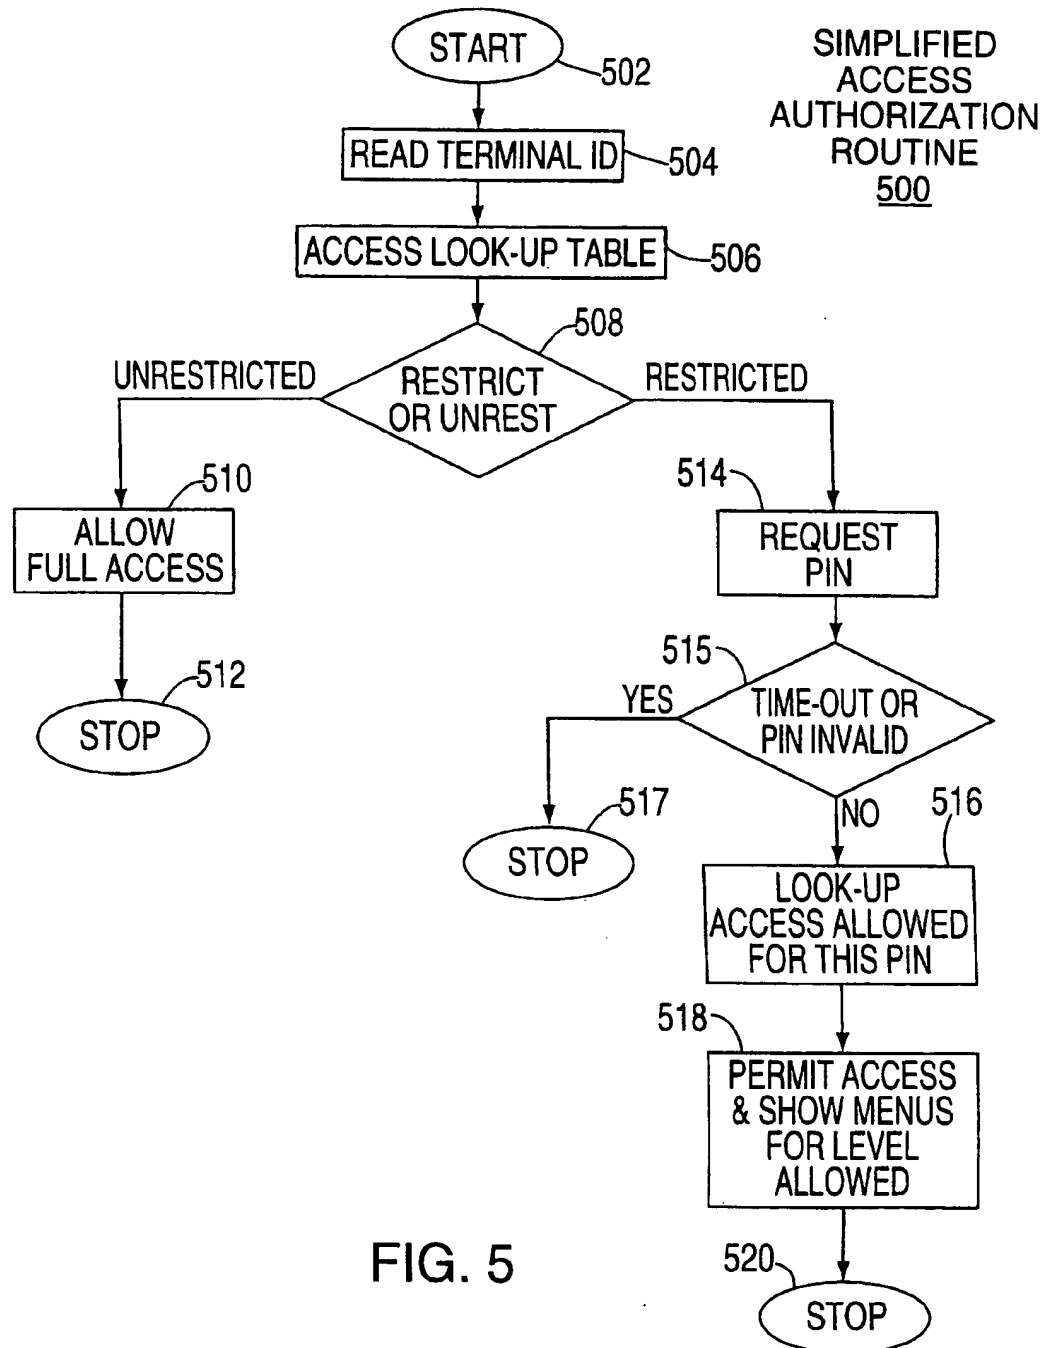 START
502
SIMPLIFIED
ACCESS
AUTHORIZATION
ROUTINE
500
READ TERMINAL ID
504
ACCESS LOOK-UP TABLE
506
508
RESTRICT
OR UNREST
UNRESTRICTED
RESTRICTED
510
ALLOW
FULL ACCESS
512
STOP
514
REQUEST
PIN
515
TIME-OUT OR
PIN INVALID
YES
NO
517
STOP
516
LOOK-UP
ACCESS ALLOWED
FOR THIS PIN
518
PERMIT ACCESS
& SHOW MENUS
FOR LEVEL
ALLOWED
520
STOP
FIG. 5